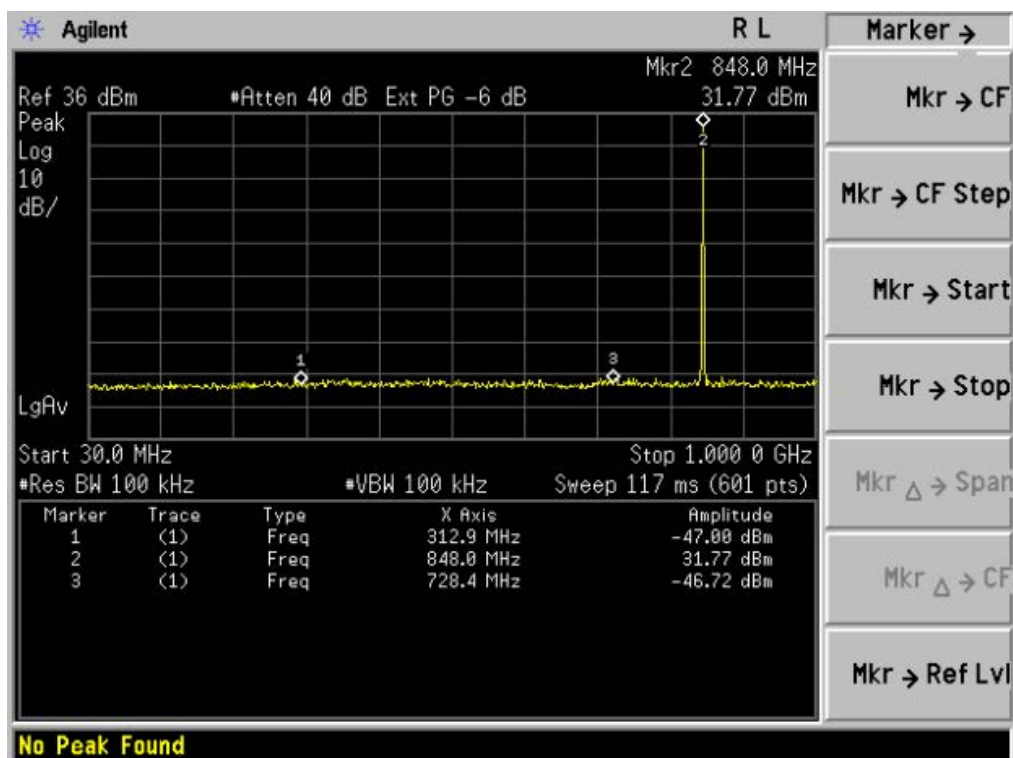 Agilent R L
Mkr2 848.0 MHz
Ref 36 dBm #Atten 40 dB Ext PG -6 dB 31.77 dBm
Peak
Log
10
dB/
2
1
3
LgAv
Start 30.0 MHz Stop 1.000 0 GHz
#Res BW 100 kHz #VBW 100 kHz Sweep 117 ms (601 pts)
Marker Trace Type X Axis Amplitude
1 (1) Freq 312.9 MHz -47.00 dBm
2 (1) Freq 848.0 MHz 31.77 dBm
3 (1) Freq 728.4 MHz -46.72 dBm
No Peak Found
Marker →
Mkr → CF
Mkr → CF Step
Mkr → Start
Mkr → Stop
Mkr Δ → Span
Mkr Δ → CF
Mkr → Ref Lvl